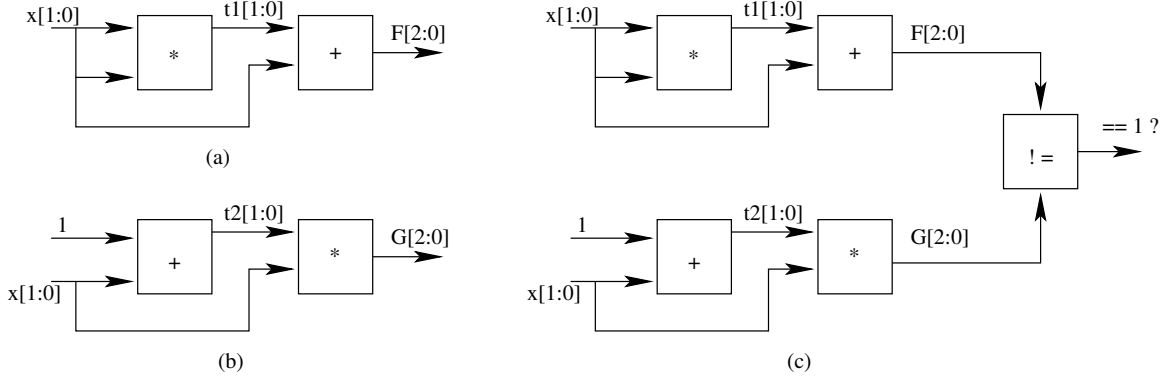 x[1:0]
t1[1:0]
F[2:0]
*
+
(a)
1
t2[1:0]
G[2:0]
+
*
x[1:0]
(b)
x[1:0]
t1[1:0]
F[2:0]
*
+
== 1 ?
! =
1
t2[1:0]
G[2:0]
+
*
x[1:0]
(c)